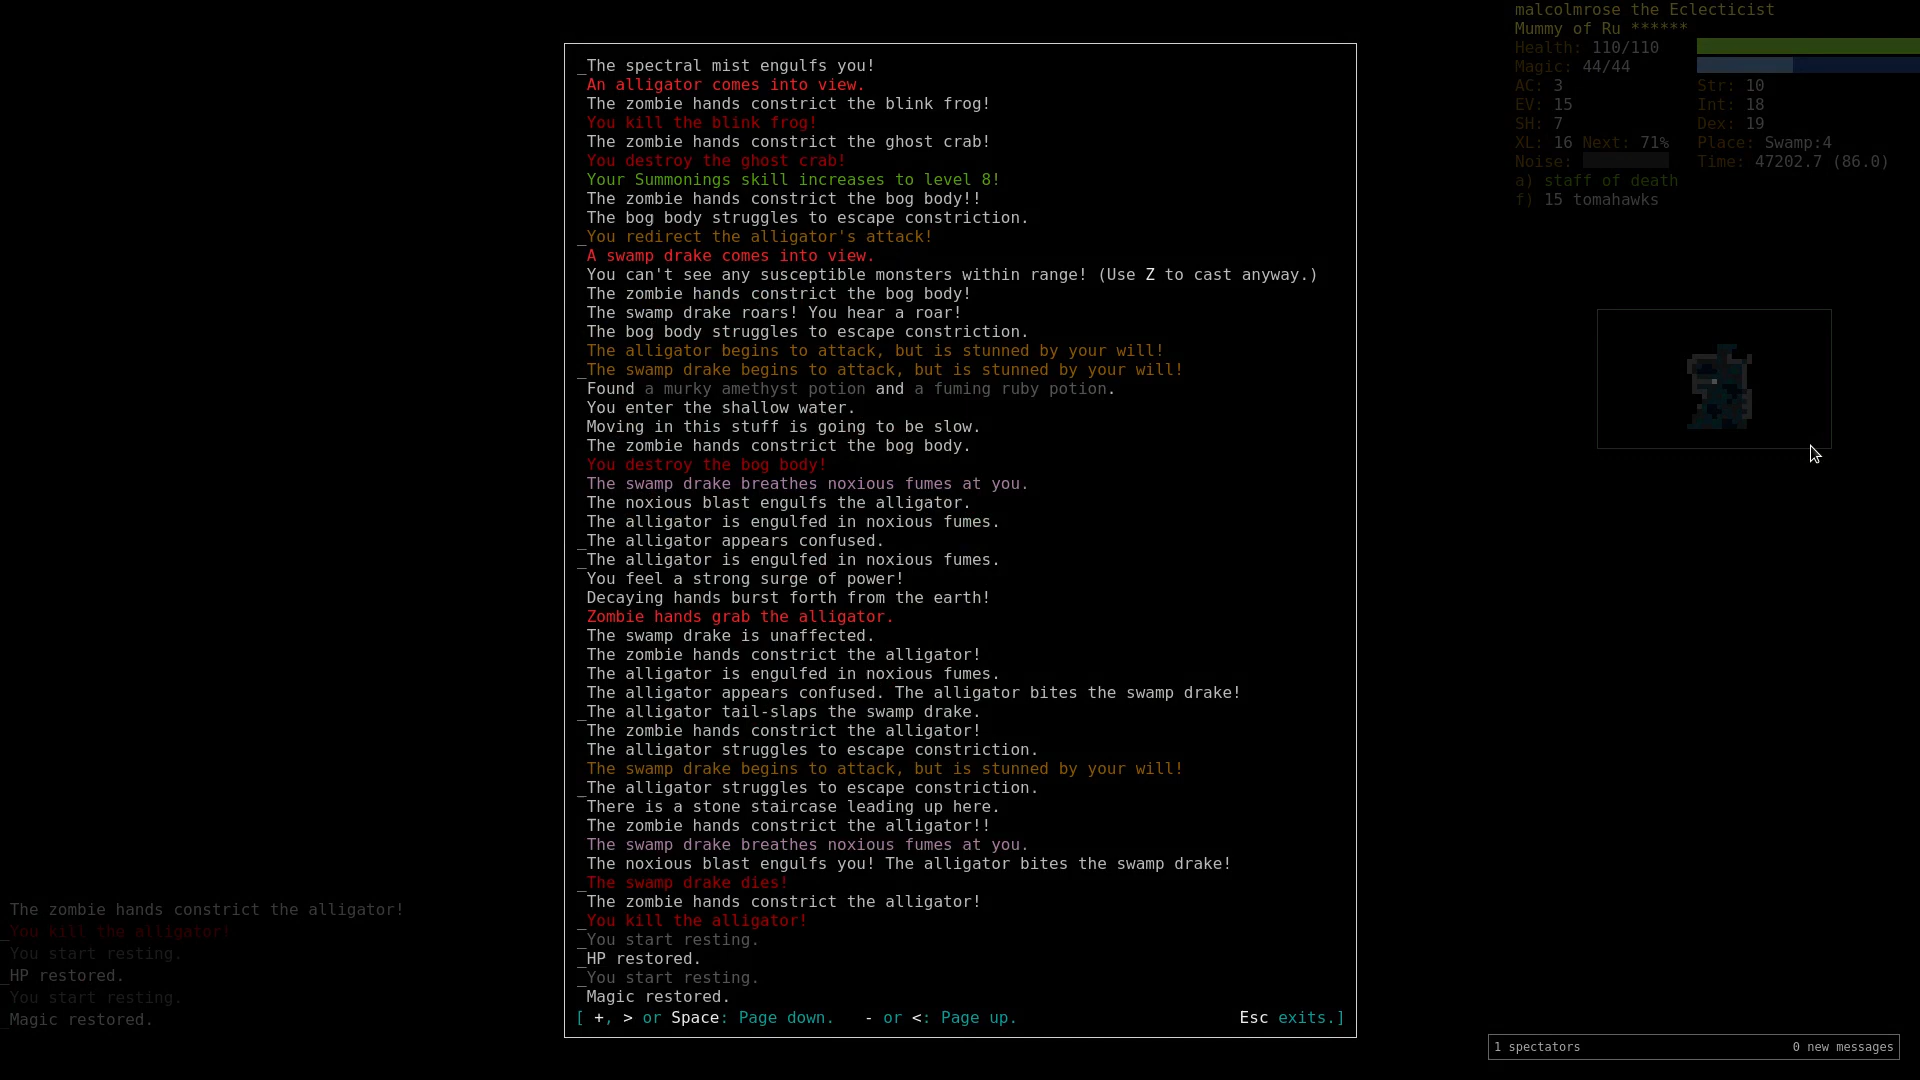 _The spectral mist engulfs you!
An alligator comes into view.
The zombie hands constrict the blink frog!
You kill the blink frog!
The zombie hands constrict the ghost crab!
You destroy the ghost crab!
Your Summonings skill increases to level 8!
The zombie hands constrict the bog body!!
The bog body struggles to escape constriction.
_You redirect the alligator's attack!
A swamp drake comes into view.
You can't see any susceptible monsters within range! (Use Z to cast anyway.)
The zombie hands constrict the bog body!
The swamp drake roars! You hear a roar!
The bog body struggles to escape constriction.
The alligator begins to attack, but is stunned by your will!
_The swamp drake begins to attack, but is stunned by your will!
Found a murky amethyst potion and a fuming ruby potion.
You enter the shallow water.
Moving in this stuff is going to be slow.
The zombie hands constrict the bog body.
You destroy the bog body!
The swamp drake breathes noxious fumes at you.
The noxious blast engulfs the alligator.
The alligator is engulfed in noxious fumes.
_The alligator appears confused.
_The alligator is engulfed in noxious fumes.
You feel a strong surge of power!
Decaying hands burst forth from the earth!
Zombie hands grab the alligator.
The swamp drake is unaffected.
The zombie hands constrict the alligator!
The alligator is engulfed in noxious fumes.
The alligator appears confused. The alligator bites the swamp drake!
_The alligator tail-slaps the swamp drake.
The zombie hands constrict the alligator!
The alligator struggles to escape constriction.
The swamp drake begins to attack, but is stunned by your will!
_The alligator struggles to escape constriction.
There is a stone staircase leading up here.
The zombie hands constrict the alligator!!
The swamp drake breathes noxious fumes at you.
The noxious blast engulfs you! The alligator bites the swamp drake!
_The swamp drake dies!
The zombie hands constrict the alligator!
_You kill the alligator!
_You start resting.
_HP restored.
_You start resting.
Magic restored.
[ +, > or Space: Page down.   - or <: Page up.   Esc exits.]
malcolmrose the Eclecticist
Mummy of Ru ******
Health: 110/110
Magic: 44/44
AC: 3 Str: 10
EV: 15 Int: 18
SH: 7 Dex: 19
XL: 16 Next: 71% Place: Swamp:4
Noise: Time: 47202.7 (86.0)
a) staff of death
f) 15 tomahawks
The zombie hands constrict the alligator!
_You kill the alligator!
You start resting.
_HP restored.
You start resting.
_Magic restored.
1 spectators 0 new messages